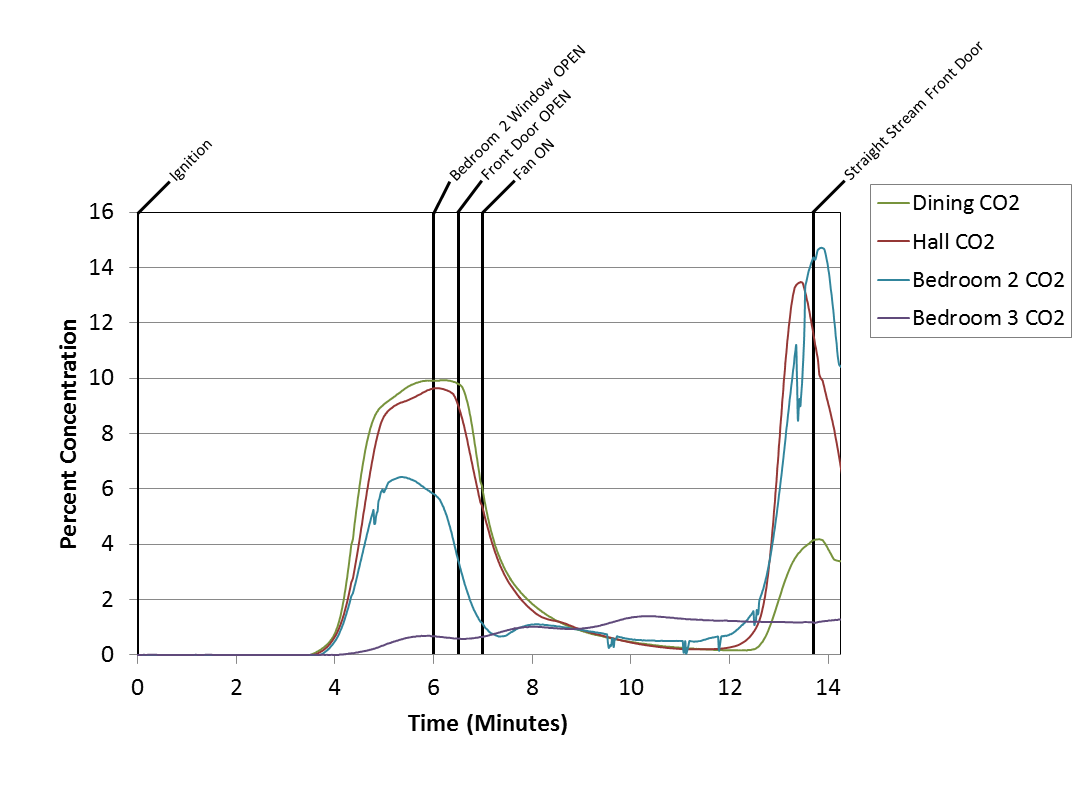 Ignition
Bedroom 2 Window OPEN
Front Door OPEN
Fan ON
Straight Stream Front Door
Dining CO2
Hall CO2
Bedroom 2 CO2
Bedroom 3 CO2
Percent Concentration
16
14
12
10
8
6
4
2
0
0 2 4 6 8 10 12 14
Time (Minutes)